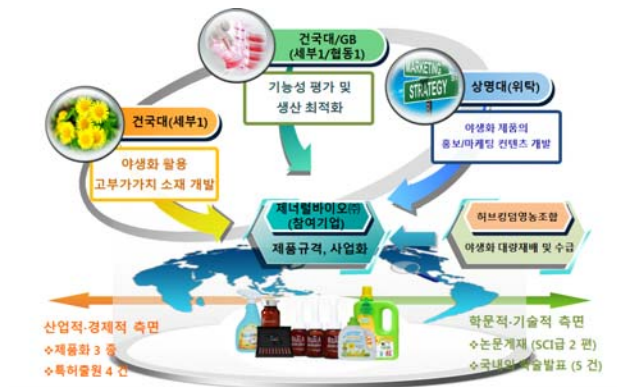 건국대/GB
(세부1/협동1)
기능성 평가 및
생산 최적화
MARKETING
STRATEGY
상명대(위탁)
야생화 제품의
홍보/마케팅 컨텐츠 개발
건국대(세부1)
야생화 활용
고부가가치 소재 개발
제너럴바이오㈜
(참여기업)
제품규격, 사업화
허브킹덤영농조합
야생화 대량재배 및 수급
산업적·경제적 측면
❖제품화 3 종
❖특허출원 4 건
학문적·기술적 측면
❖논문게재 (SCI급 2 편)
❖국내외 학술발표 (5 건)